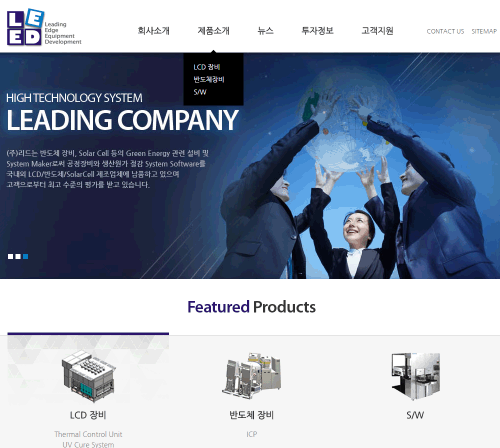 LEED
Leading
Edge
Equipment
Development
회사소개 제품소개 뉴스 투자정보 고객지원 CONTACT US SITEMAP
LCD 장비
반도체장비
S/W
HIGH TECHNOLOGY SYSTEM
LEADING COMPANY
(주)리드는 반도체 장비, Solar Cell 등의 Green Energy 관련 설비 및
System Maker로써 공정장비와 생산원가 절감 System Software를
국내외 LCD/반도체/SolarCell 제조업체에 납품하고 있으며
고객으로부터 최고 수준의 평가를 받고 있습니다.
Featured Products
LCD 장비 반도체 장비 S/W
Thermal Control Unit ICP
UV Cure System